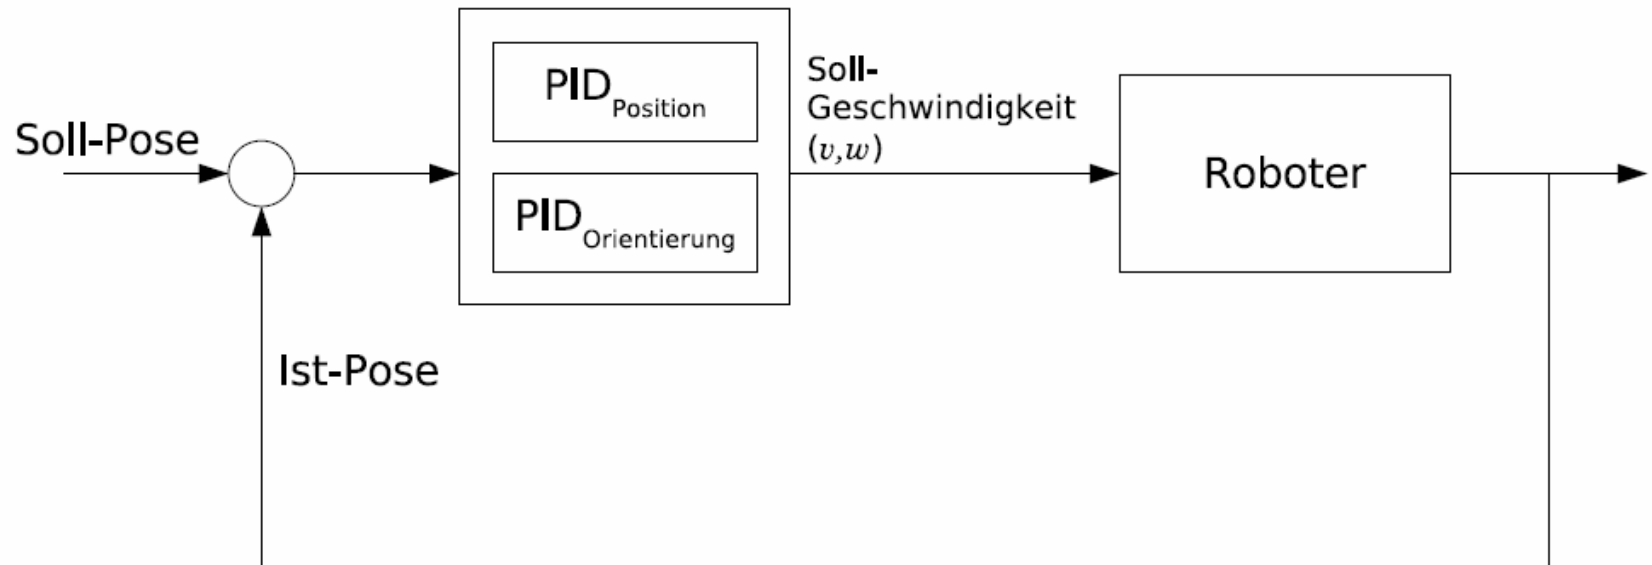 Soll-Pose
PID Position
PID Orientierung
Soll-
Geschwindigkeit
(v,w)
Roboter
Ist-Pose